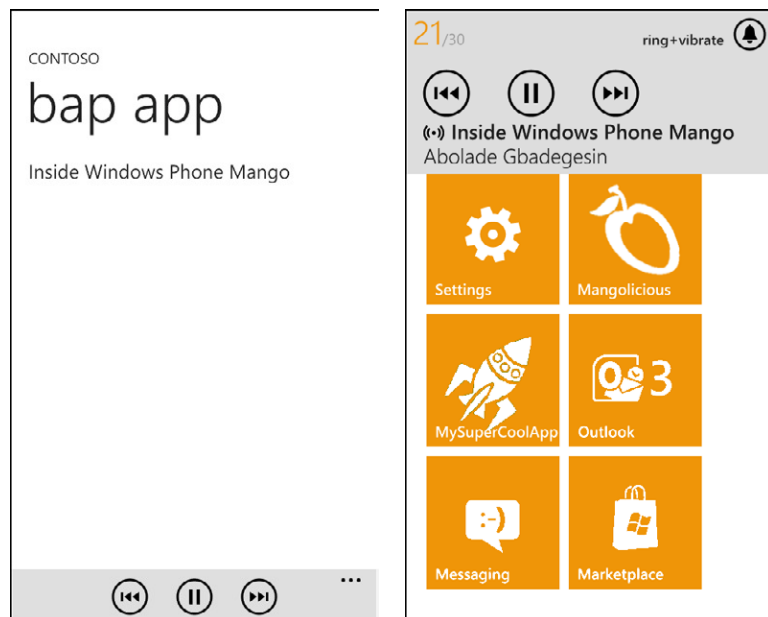 CONTOSO
bap app
Inside Windows Phone Mango
21/30
ring+vibrate
Inside Windows Phone Mango
Abolade Gbadegesin
Settings
Mangolicious
MySuperCoolApp
O 3
Outlook
:-)
Messaging
Marketplace